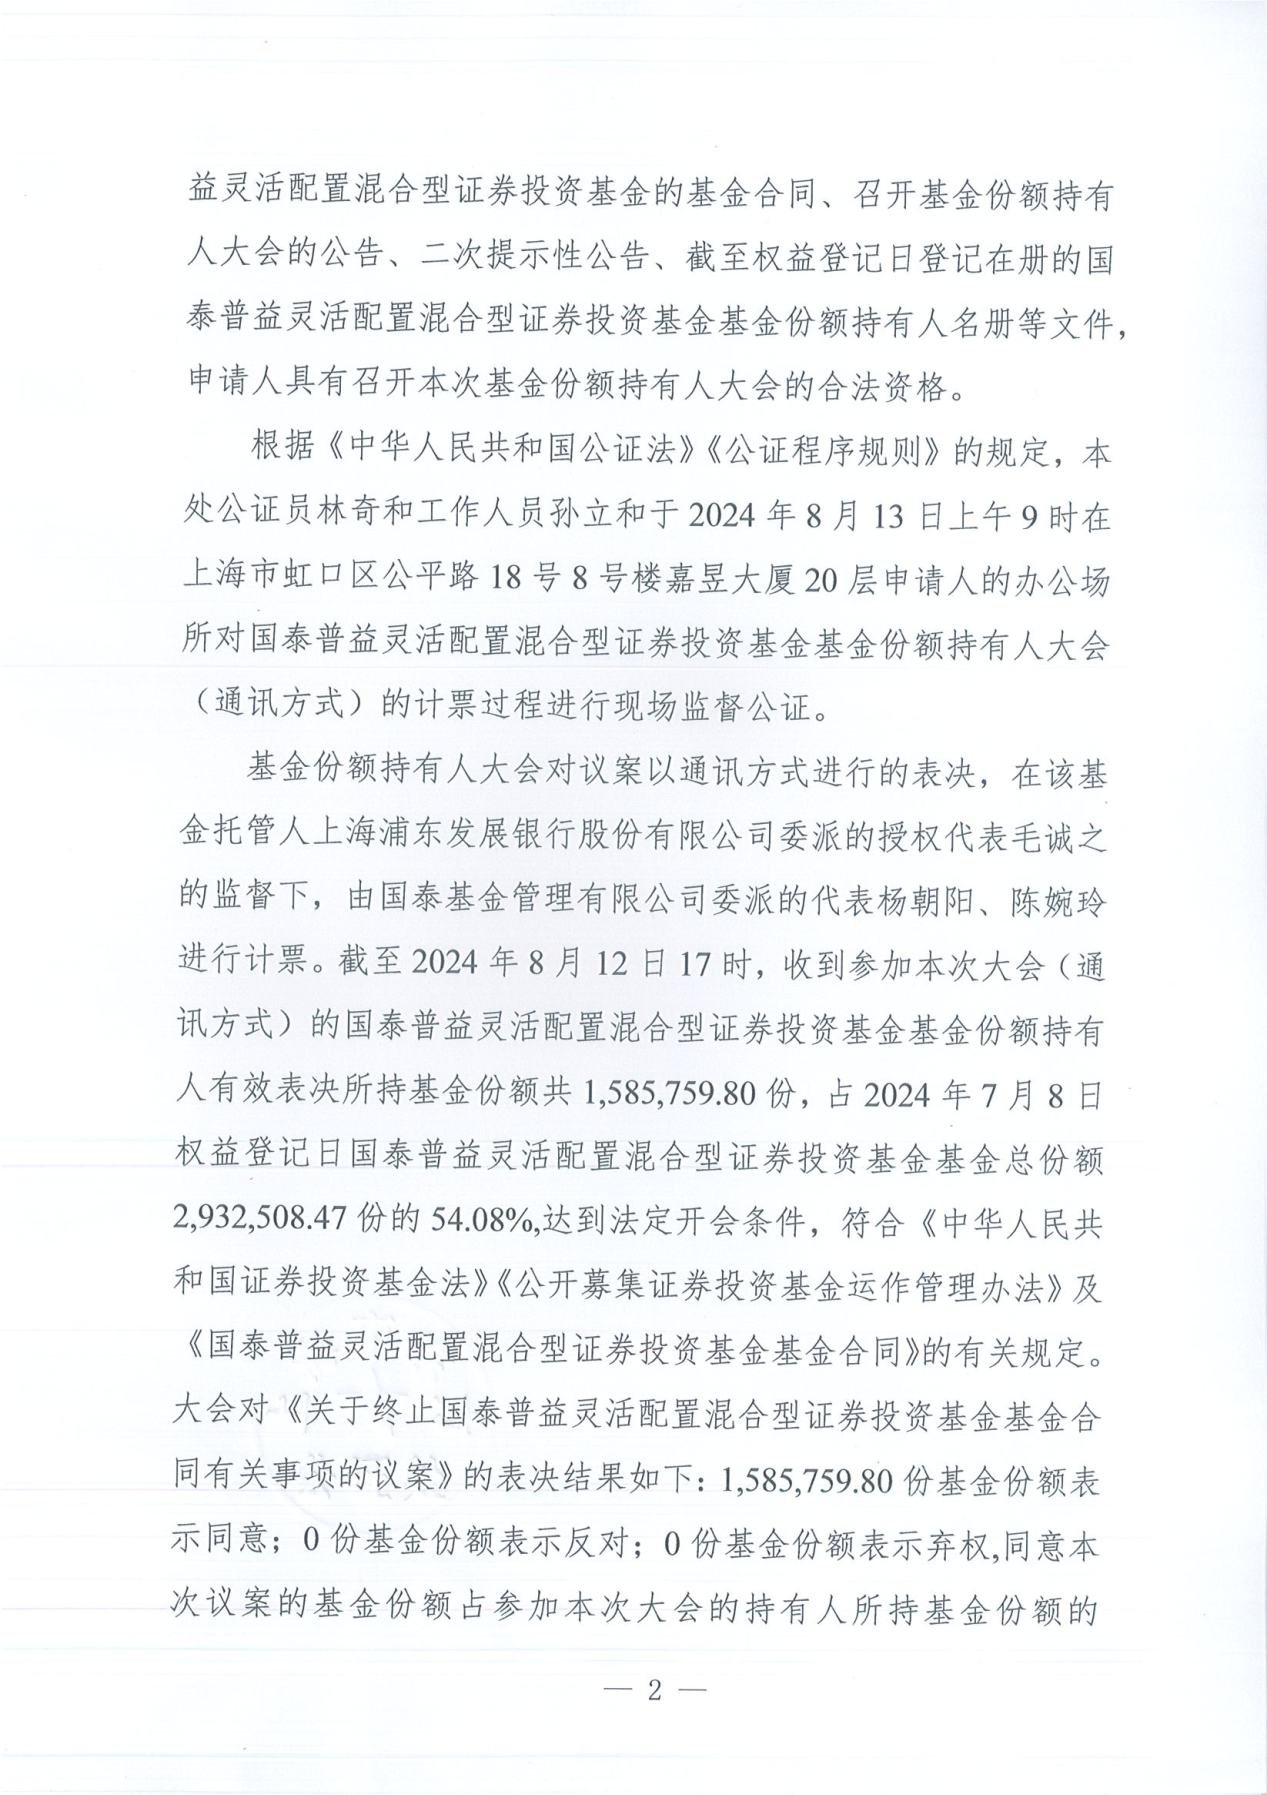 益灵活配置混合型证券投资基金的基金合同、召开基金份额持有
人大会的公告、二次提示性公告、截至权益登记日登记在册的国
泰普益灵活配置混合型证券投资基金基金份额持有人名册等文件，
申请人具有召开本次基金份额持有人大会的合法资格。
根据《中华人民共和国公证法》《公证程序规则》的规定，本
处公证员林奇和工作人员孙立和于 2024 年 8 月 13 日上午 9 时在
上海市虹口区公平路 18 号 8 号楼嘉昱大厦 20 层申请人的办公场
所对国泰普益灵活配置混合型证券投资基金基金份额持有人大会
（通讯方式）的计票过程进行现场监督公证。
基金份额持有人大会对议案以通讯方式进行的表决，在该基
金托管人上海浦东发展银行股份有限公司委派的授权代表毛诚之
的监督下，由国泰基金管理有限公司委派的代表杨朝阳、陈婉玲
进行计票。截至 2024 年 8 月 12 日 17 时，收到参加本次大会（通
讯方式）的国泰普益灵活配置混合型证券投资基金基金份额持有
人有效表决所持基金份额共 1,585,759.80 份，占 2024 年 7 月 8 日
权益登记日国泰普益灵活配置混合型证券投资基金基金总份额
2,932,508.47 份的 54.08%,达到法定开会条件，符合《中华人民共
和国证券投资基金法》《公开募集证券投资基金运作管理办法》及
《国泰普益灵活配置混合型证券投资基金基金合同》的有关规定。
大会对《关于终止国泰普益灵活配置混合型证券投资基金基金合
同有关事项的议案》的表决结果如下：1,585,759.80 份基金份额表
示同意；0 份基金份额表示反对；0 份基金份额表示弃权,同意本
次议案的基金份额占参加本次大会的持有人所持基金份额的
— 2 —